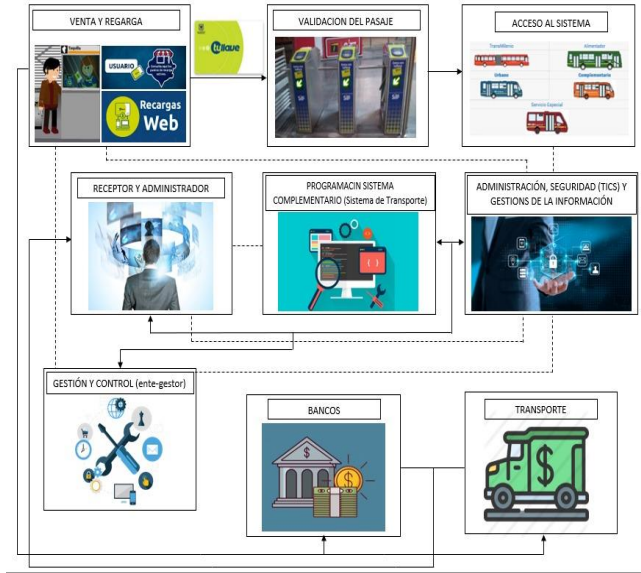 VENTA Y REGARGA
VALIDACION DEL PASAJE
ACCESO AL SISTEMA
Taquilla
USUARIO
Recargas
Web
tullave
TransMilenio
Alimentador
Urbano
Complementario
Servicio Especial
RECEPTOR Y ADMINISTRADOR
PROGRAMACIN SISTEMA
COMPLEMENTARIO (Sistema de Transporte)
ADMINISTRACIÓN, SEGURIDAD (TICS) Y
GESTIONS DE LA INFORMACIÓN
GESTIÓN Y CONTROL (ente-gestor)
BANCOS
TRANSPORTE